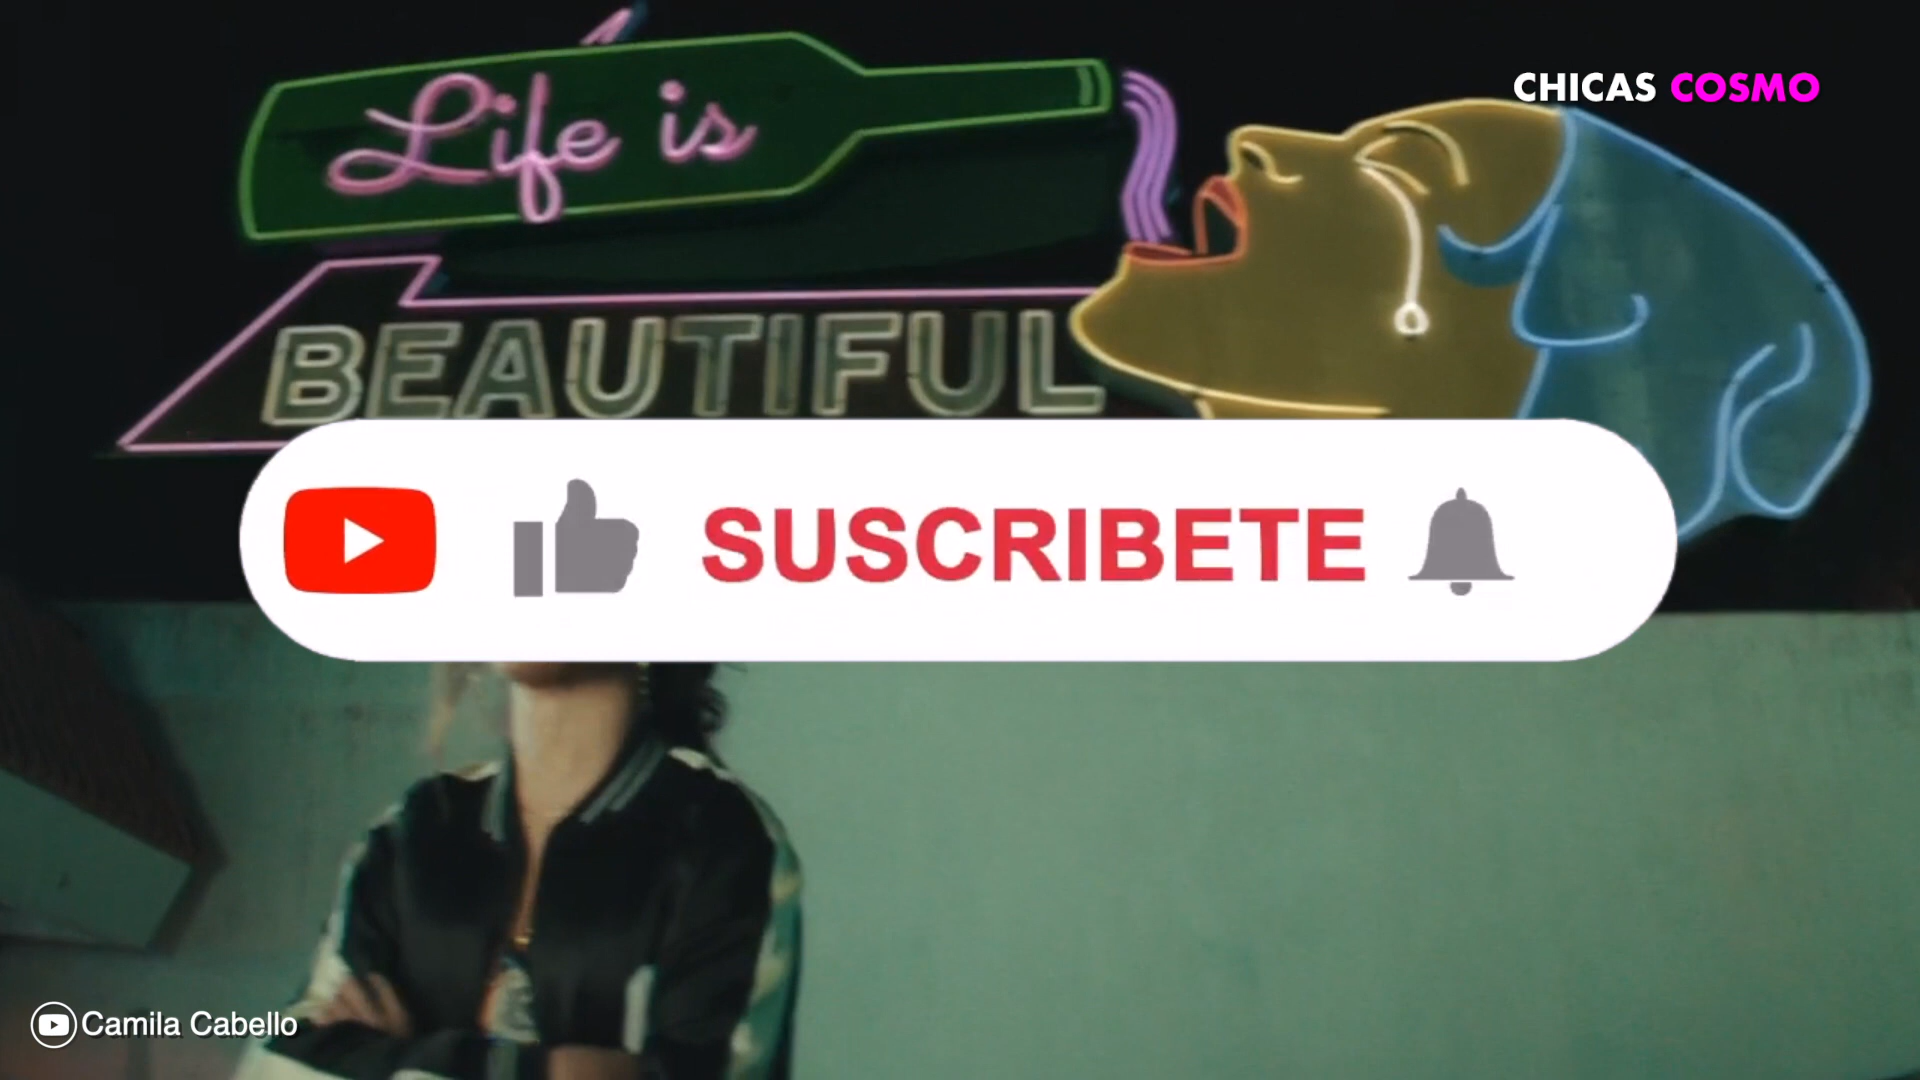 CHICAS COSMO
Life is
BEAUTIFUL
SUSCRIBETE
Camila Cabello